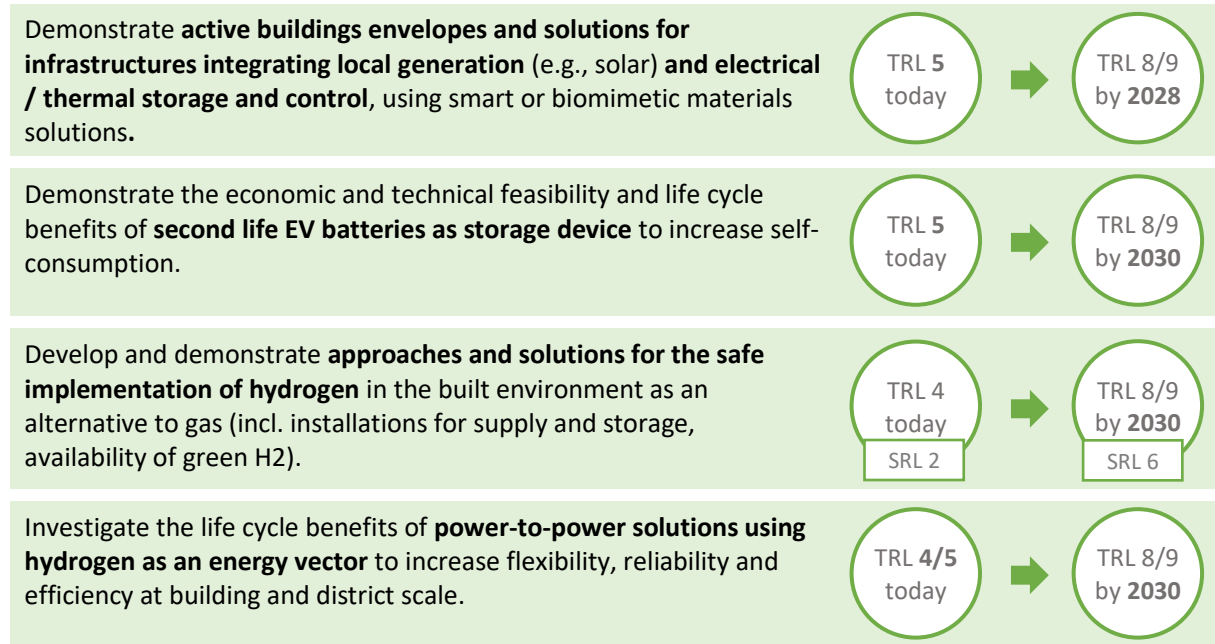 Demonstrate active buildings envelopes and solutions for
infrastructures integrating local generation (e.g., solar) and electrical
/ thermal storage and control, using smart or biomimetic materials
solutions.
TRL 5
today
TRL 8/9
by 2028
Demonstrate the economic and technical feasibility and life cycle
benefits of second life EV batteries as storage device to increase self-
consumption.
TRL 5
today
TRL 8/9
by 2030
Develop and demonstrate approaches and solutions for the safe
implementation of hydrogen in the built environment as an
alternative to gas (incl. installations for supply and storage,
availability of green H2).
TRL 4
today
SRL 2
TRL 8/9
by 2030
SRL 6
Investigate the life cycle benefits of power-to-power solutions using
hydrogen as an energy vector to increase flexibility, reliability and
efficiency at building and district scale.
TRL 4/5
today
TRL 8/9
by 2030